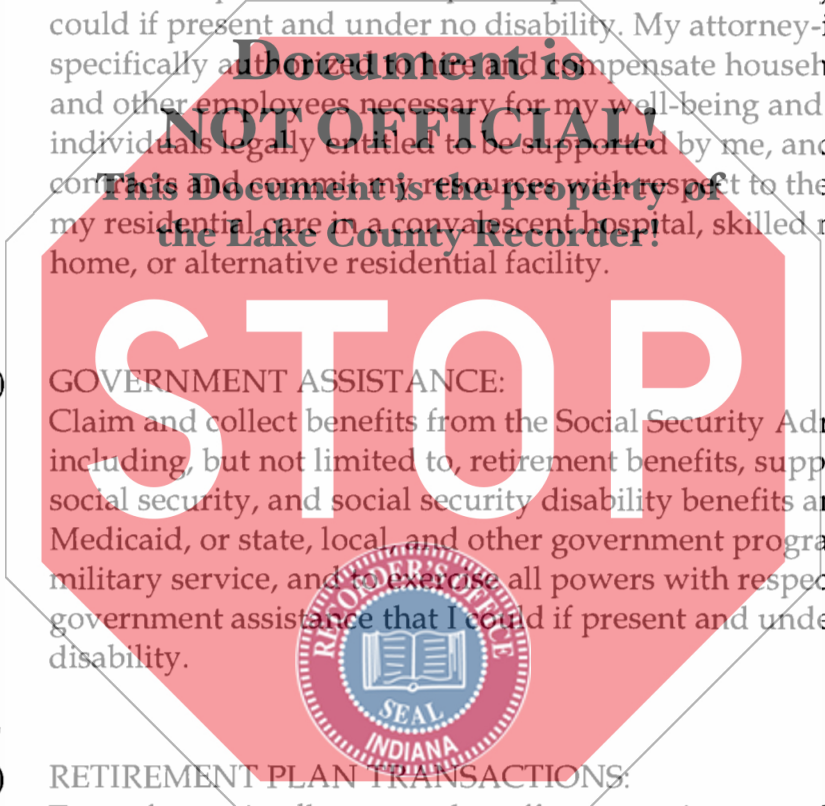 could if present and under no disability. My attorney-i
specifically authorized to hire and compensate househ
and other employees necessary for my well-being and
individuals legally entitled to be supported by me, and
contracts and commit my resources with respect to the
my residential care in a convalescent hospital, skilled n
home, or alternative residential facility.
Document is
NOT OFFICIAL!
This Document is the property of
the Lake County Recorder!
STOP
)
GOVERNMENT ASSISTANCE:
Claim and collect benefits from the Social Security Adr
including, but not limited to, retirement benefits, supp
social security, and social security disability benefits an
Medicaid, or state, local, and other government progra
military service, and to exercise all powers with respec
government assistance that I could if present and unde
disability.
RECORDER'S OFFICE
SEAL
INDIANA
)
RETIREMENT PLAN TRANSACTIONS: